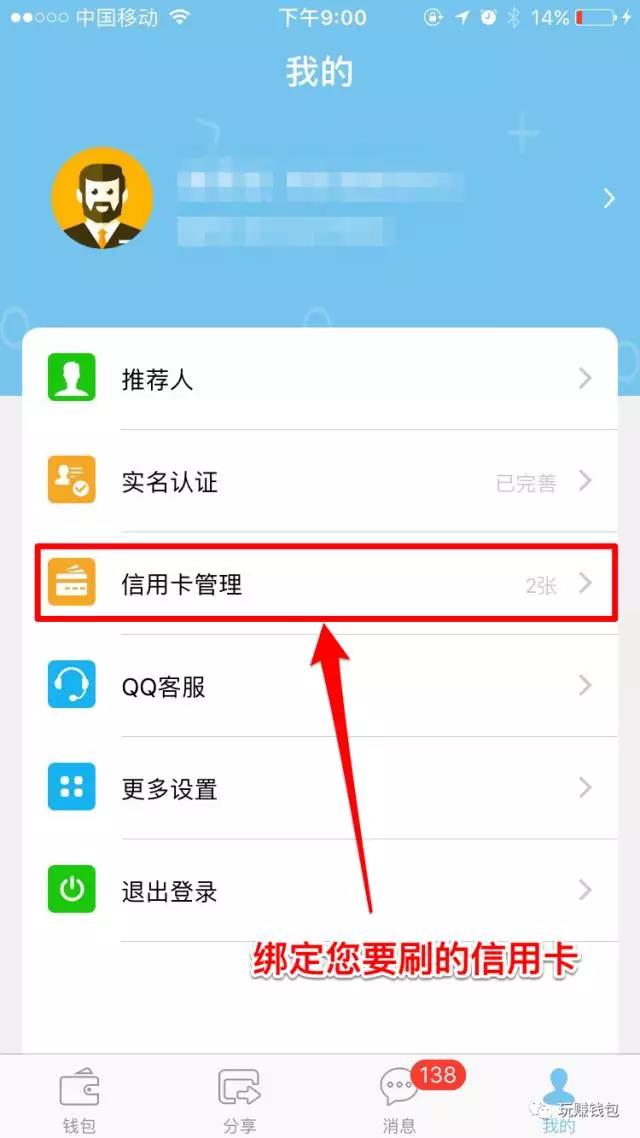 中国移动 下午9:00 14%
我的
推荐人
实名认证 已完善
信用卡管理 2张
QQ客服
更多设置
退出登录
绑定您要刷的信用卡
138
钱包 分享 消息 我的
玩赚钱包